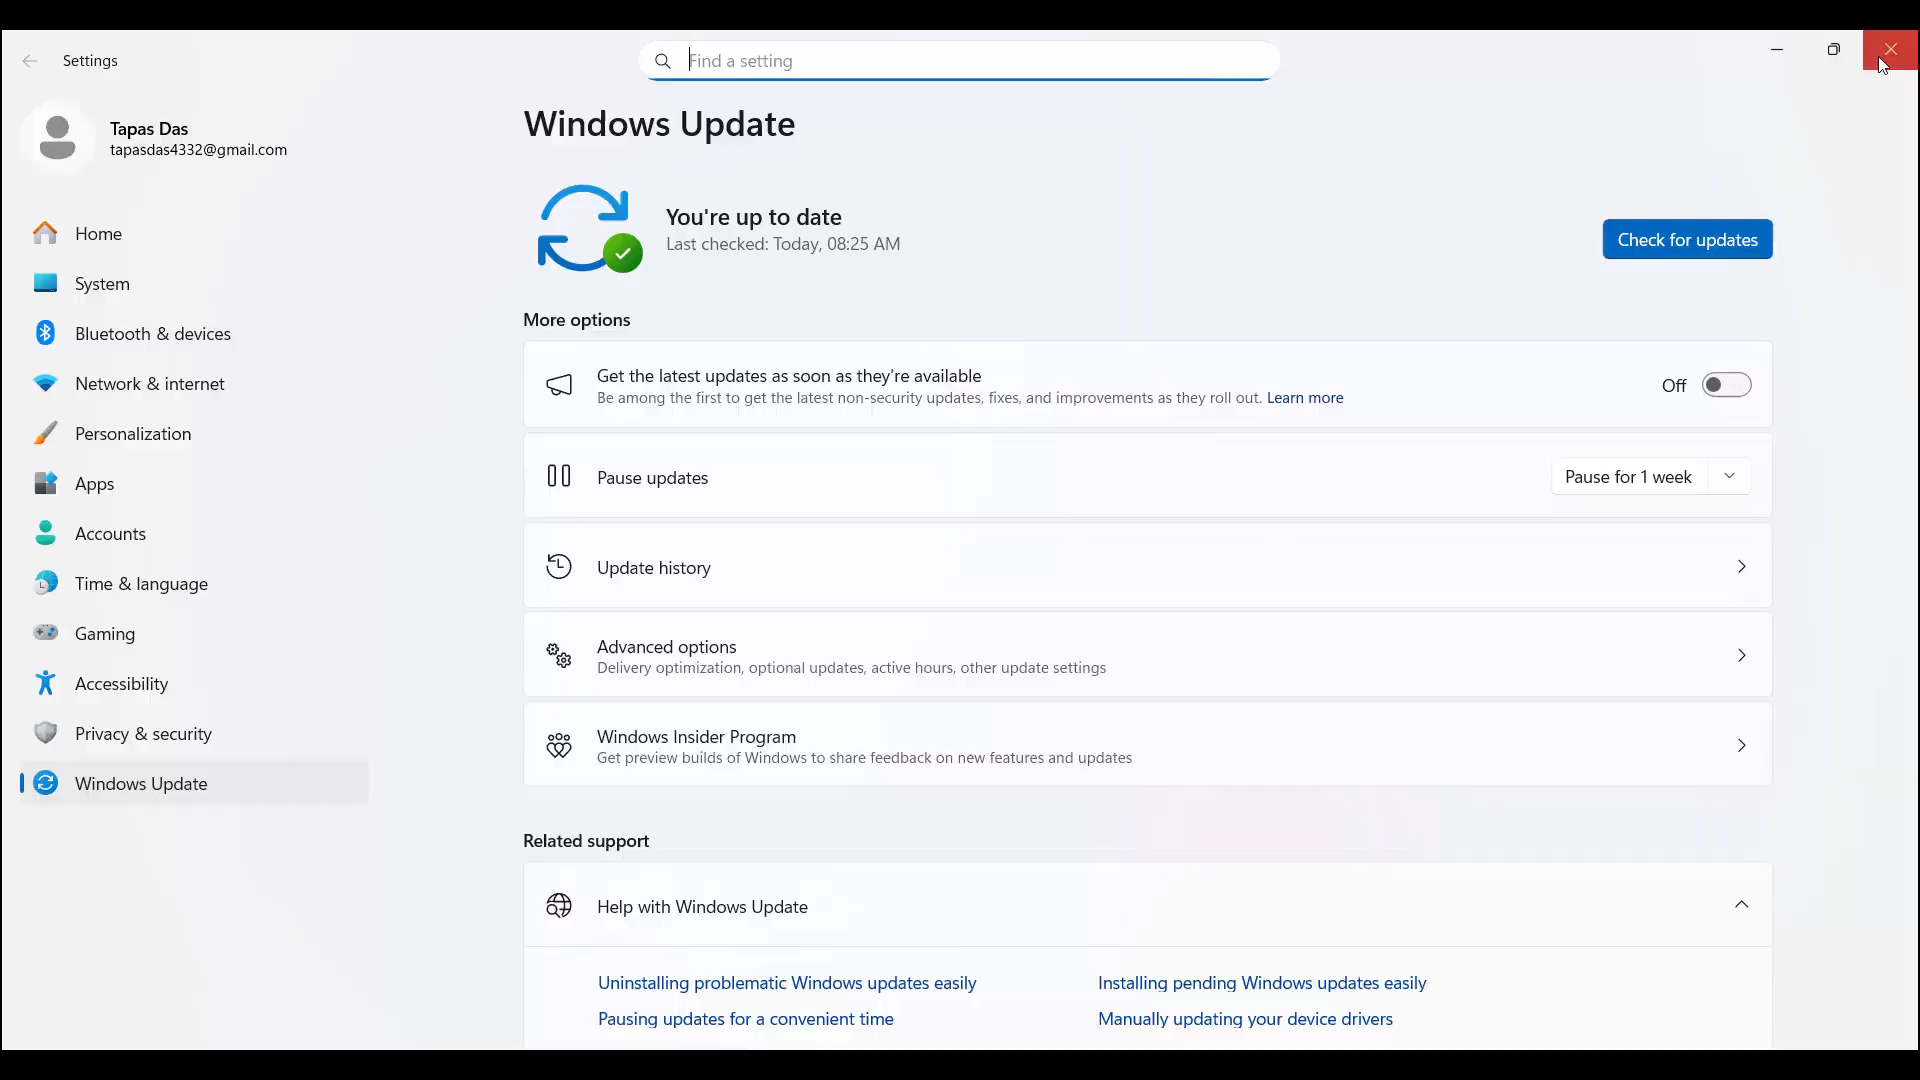 Settings
Find a setting
Tapas Das
tapasdas4332@gmail.com
Home
System
Bluetooth & devices
Network & internet
Personalization
Apps
Accounts
Time & language
Gaming
Accessibility
Privacy & security
Windows Update
Windows Update
You're up to date
Last checked: Today, 08:25 AM
Check for updates
More options
Get the latest updates as soon as they're available
Be among the first to get the latest non-security updates, fixes, and improvements as they roll out. Learn more
Off
Pause updates
Pause for 1 week
Update history
Advanced options
Delivery optimization, optional updates, active hours, other update settings
Windows Insider Program
Get preview builds of Windows to share feedback on new features and updates
Related support
Help with Windows Update
Uninstalling problematic Windows updates easily
Installing pending Windows updates easily
Pausing updates for a convenient time
Manually updating your device drivers